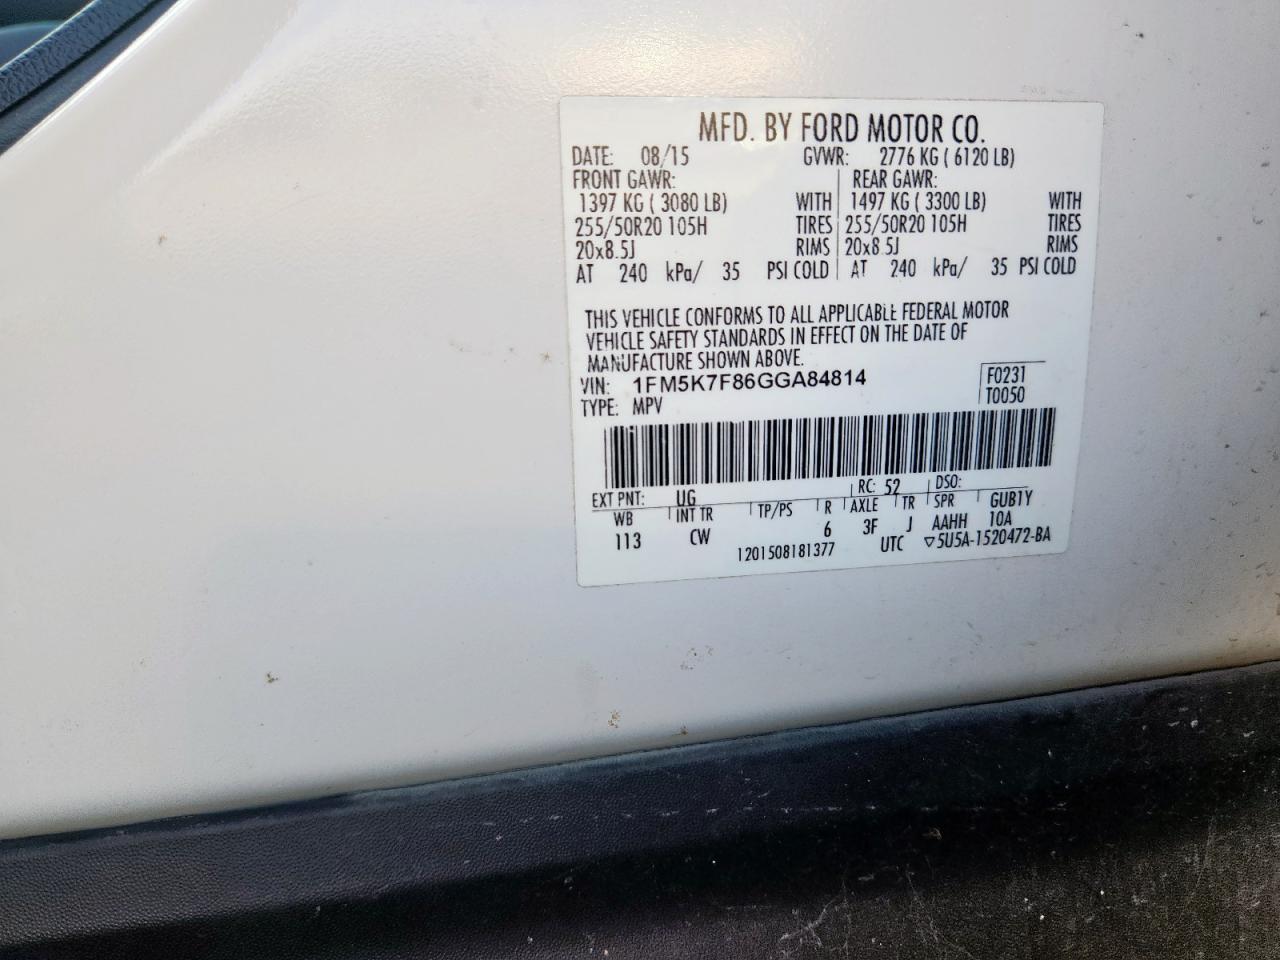 MFD. BY FORD MOTOR CO.
DATE: 08/15 GVWR: 2776 KG ( 6120 LB)
FRONT GAWR: REAR GAWR:
1397 KG ( 3080 LB) WITH 1497 KG ( 3300 LB) WITH
255/50R20 105H TIRES 255/50R20 105H TIRES
20x8.5J RIMS 20x8.5J RIMS
AT 240 kPa/ 35 PSI COLD AT 240 kPa/ 35 PSI COLD
THIS VEHICLE CONFORMS TO ALL APPLICABLE FEDERAL MOTOR
VEHICLE SAFETY STANDARDS IN EFFECT ON THE DATE OF
MANUFACTURE SHOWN ABOVE.
VIN: 1FM5K7F86GGA84814 F0231
TYPE: MPV T0050
EXT PNT: UG RC: 52 DSO:
WB INT TR TP/PS R AXLE TR SPR GUB1Y
113 CW 6 3F J AAHH 10A
1201508181377 UTC ▽5U5A-1520472-BA